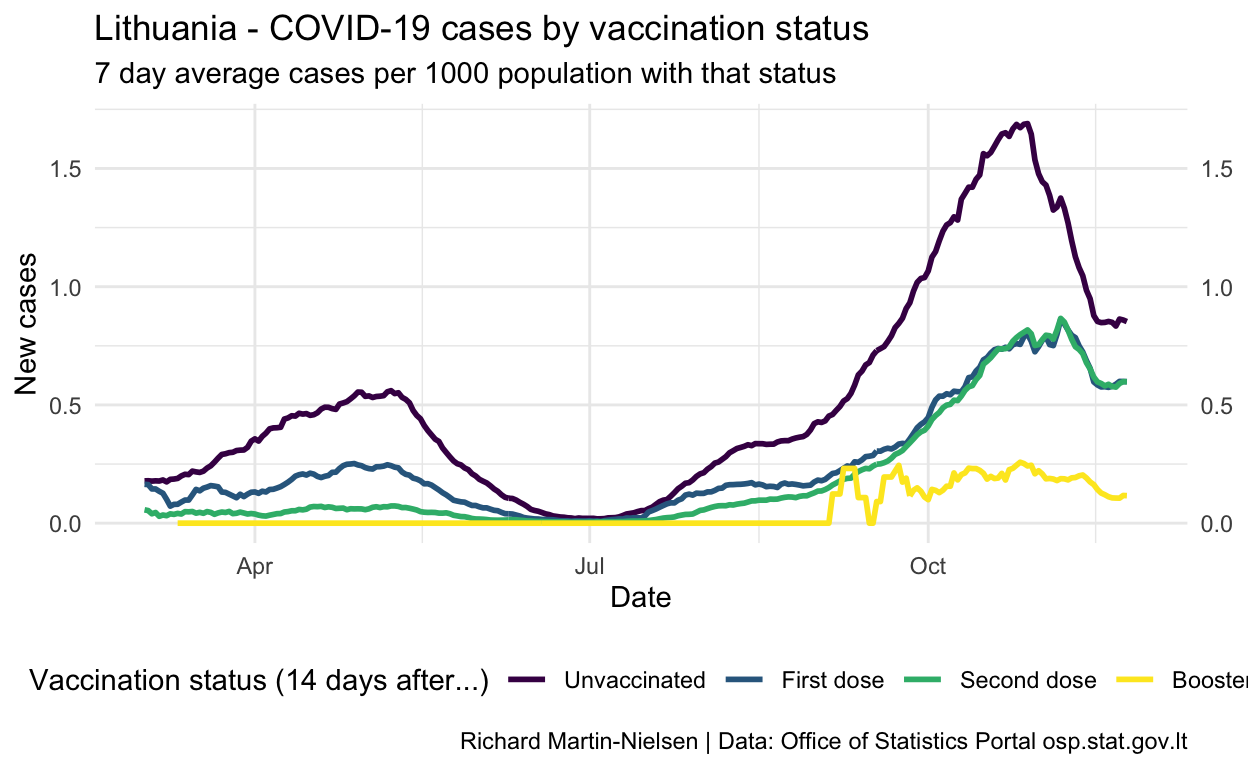 Lithuania - COVID-19 cases by vaccination status
7 day average cases per 1000 population with that status
New cases
1.5
1.0
0.5
0.0
1.5
1.0
0.5
0.0
Apr Jul Oct
Date
Vaccination status (14 days after...) Unvaccinated First dose Second dose Booster
Richard Martin-Nielsen | Data: Office of Statistics Portal osp.stat.gov.lt